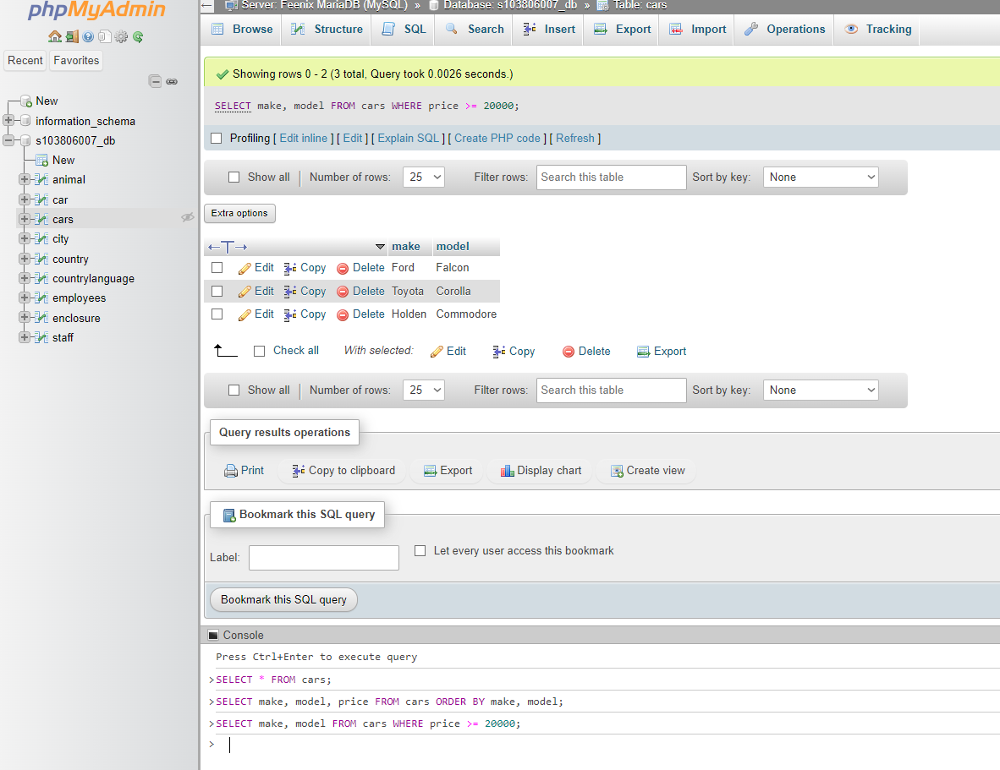 phpMyAdmin
Recent Favorites
New
information_schema
s103806007_db
New
animal
car
cars
city
country
countrylanguage
employees
enclosure
staff
Server: Feenix MariaDB (MySQL) » Database: s103806007_db » Table: cars
Browse Structure SQL Search Insert Export Import Operations Tracking
Showing rows 0 - 2 (3 total, Query took 0.0026 seconds.)
SELECT make, model FROM cars WHERE price >= 20000;
Profiling [ Edit inline ] [ Edit ] [ Explain SQL ] [ Create PHP code ] [ Refresh ]
Show all Number of rows: 25 Filter rows: Search this table Sort by key: None
Extra options
←T→ make model
Edit Copy Delete Ford Falcon
Edit Copy Delete Toyota Corolla
Edit Copy Delete Holden Commodore
Check all With selected: Edit Copy Delete Export
Show all Number of rows: 25 Filter rows: Search this table Sort by key: None
Query results operations
Print Copy to clipboard Export Display chart Create view
Bookmark this SQL query
Label: Let every user access this bookmark
Bookmark this SQL query
Console
Press Ctrl+Enter to execute query
>SELECT * FROM cars;
>SELECT make, model, price FROM cars ORDER BY make, model;
>SELECT make, model FROM cars WHERE price >= 20000;
>